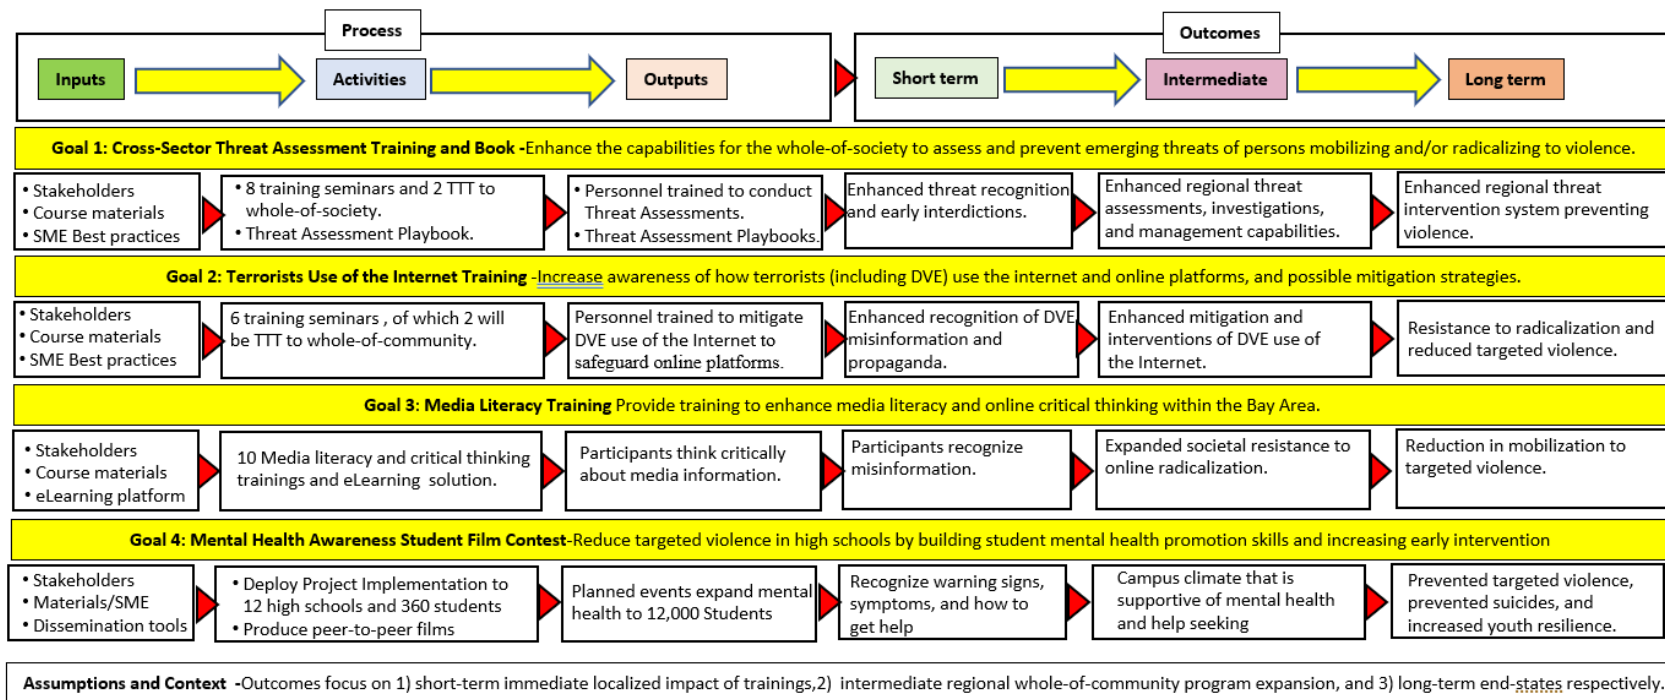 Process
Outcomes
Inputs
Activities
Outputs
Short term
Intermediate
Long term
Goal 1: Cross-Sector Threat Assessment Training and Book -Enhance the capabilities for the whole-of-society to assess and prevent emerging threats of persons mobilizing and/or radicalizing to violence.
• Stakeholders
• Course materials
• SME Best practices
• 8 training seminars and 2 TTT to
whole-of-society.
• Threat Assessment Playbook.
• Personnel trained to conduct
Threat Assessments.
• Threat Assessment Playbooks.
Enhanced threat recognition
and early interdictions.
Enhanced regional threat
assessments, investigations,
and management capabilities.
Enhanced regional threat
intervention system preventing
violence.
Goal 2: Terrorists Use of the Internet Training -Increase awareness of how terrorists (including DVE) use the internet and online platforms, and possible mitigation strategies.
• Stakeholders
• Course materials
• SME Best practices
6 training seminars , of which 2 will
be TTT to whole-of-community.
Personnel trained to mitigate
DVE use of the Internet to
safeguard online platforms.
Enhanced recognition of DVE
misinformation and
propaganda.
Enhanced mitigation and
interventions of DVE use of
the Internet.
Resistance to radicalization and
reduced targeted violence.
Goal 3: Media Literacy Training Provide training to enhance media literacy and online critical thinking within the Bay Area.
• Stakeholders
• Course materials
• eLearning platform
10 Media literacy and critical thinking
trainings and eLearning solution.
Participants think critically
about media information.
Participants recognize
misinformation.
Expanded societal resistance to
online radicalization.
Reduction in mobilization to
targeted violence.
Goal 4: Mental Health Awareness Student Film Contest-Reduce targeted violence in high schools by building student mental health promotion skills and increasing early intervention
• Stakeholders
• Materials/SME
• Dissemination tools
• Deploy Project Implementation to
12 high schools and 360 students
• Produce peer-to-peer films
Planned events expand mental
health to 12,000 Students
Recognize warning signs,
symptoms, and how to
get help
Campus climate that is
supportive of mental health
and help seeking
Prevented targeted violence,
prevented suicides, and
increased youth resilience.
Assumptions and Context -Outcomes focus on 1) short-term immediate localized impact of trainings,2) intermediate regional whole-of-community program expansion, and 3) long-term end-states respectively.